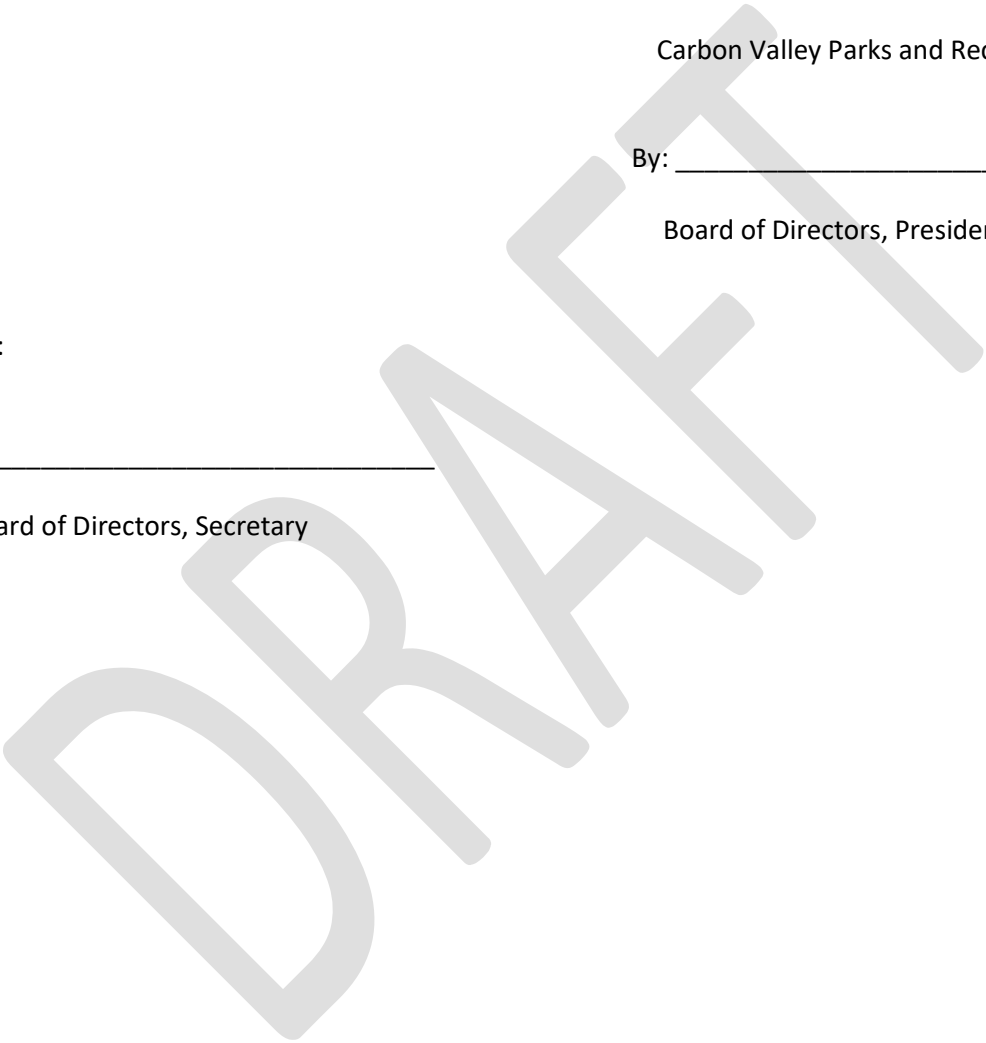 Carbon Valley Parks and Rec
By: ______________________
Board of Directors, Presiden
:
______________________________
ard of Directors, Secretary
DRAFT